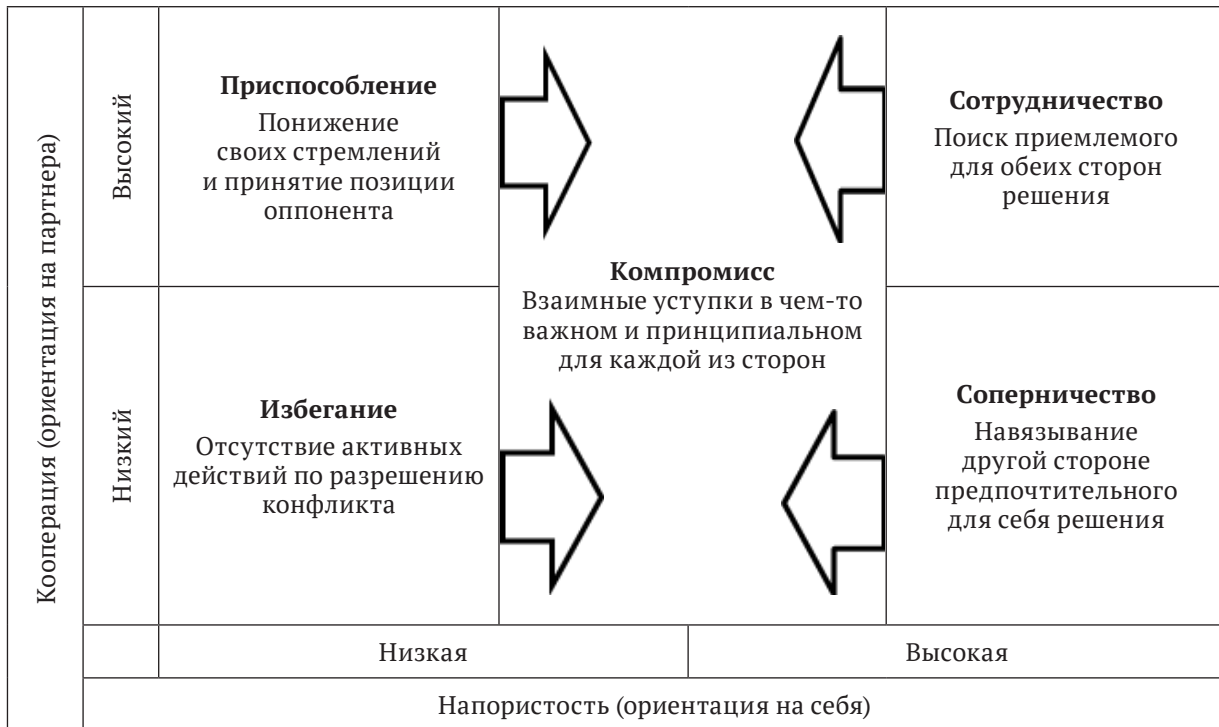 Кооперация (ориентация на партнера)
Высокий
Приспособление
Понижение
своих стремлений
и принятие позиции
оппонента
Сотрудничество
Поиск приемлемого
для обеих сторон
решения
Компромисс
Взаимные уступки в чем-то
важном и принципиальном
для каждой из сторон
Низкий
Избегание
Отсутствие активных
действий по разрешению
конфликта
Соперничество
Навязывание
другой стороне
предпочтительного
для себя решения
Низкая
Высокая
Напористость (ориентация на себя)